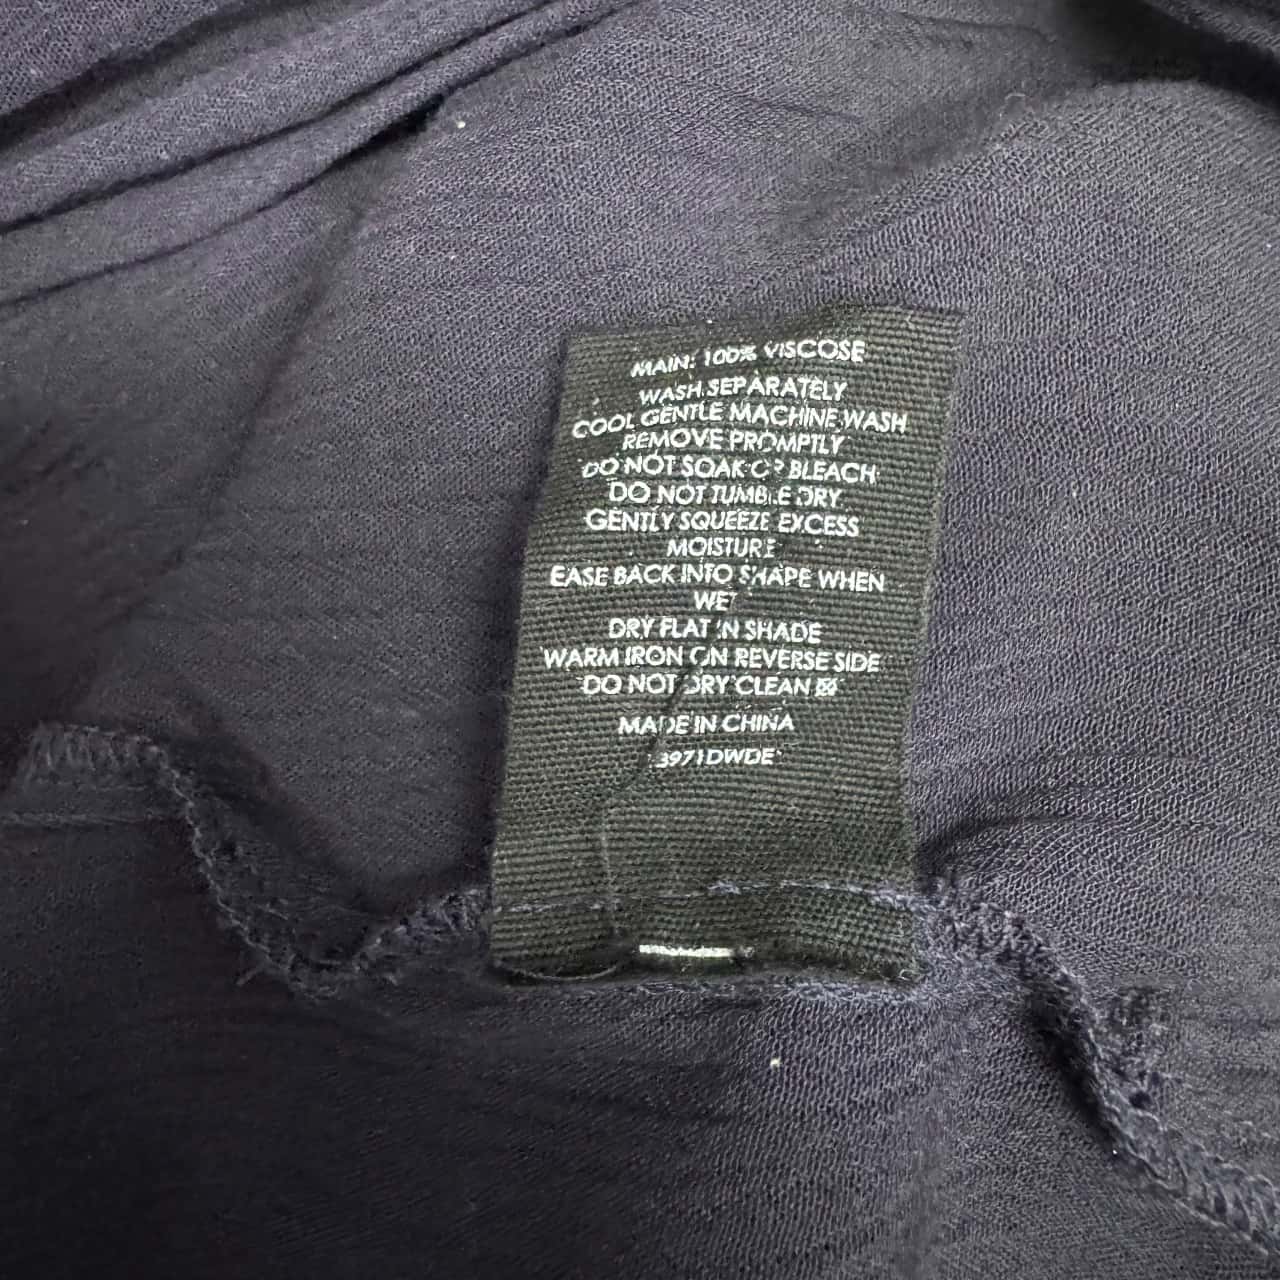 MAIN: 100% VISCOSE
WASH SEPARATELY
COOL GENTLE MACHINE WASH
REMOVE PROMPTLY
DO NOT SOAK OR BLEACH
DO NOT TUMBLE DRY
GENTLY SQUEEZE EXCESS
MOISTURE
EASE BACK INTO SHAPE WHEN
WET
DRY FLAT IN SHADE
WARM IRON ON REVERSE SIDE
DO NOT DRY CLEAN
MADE IN CHINA